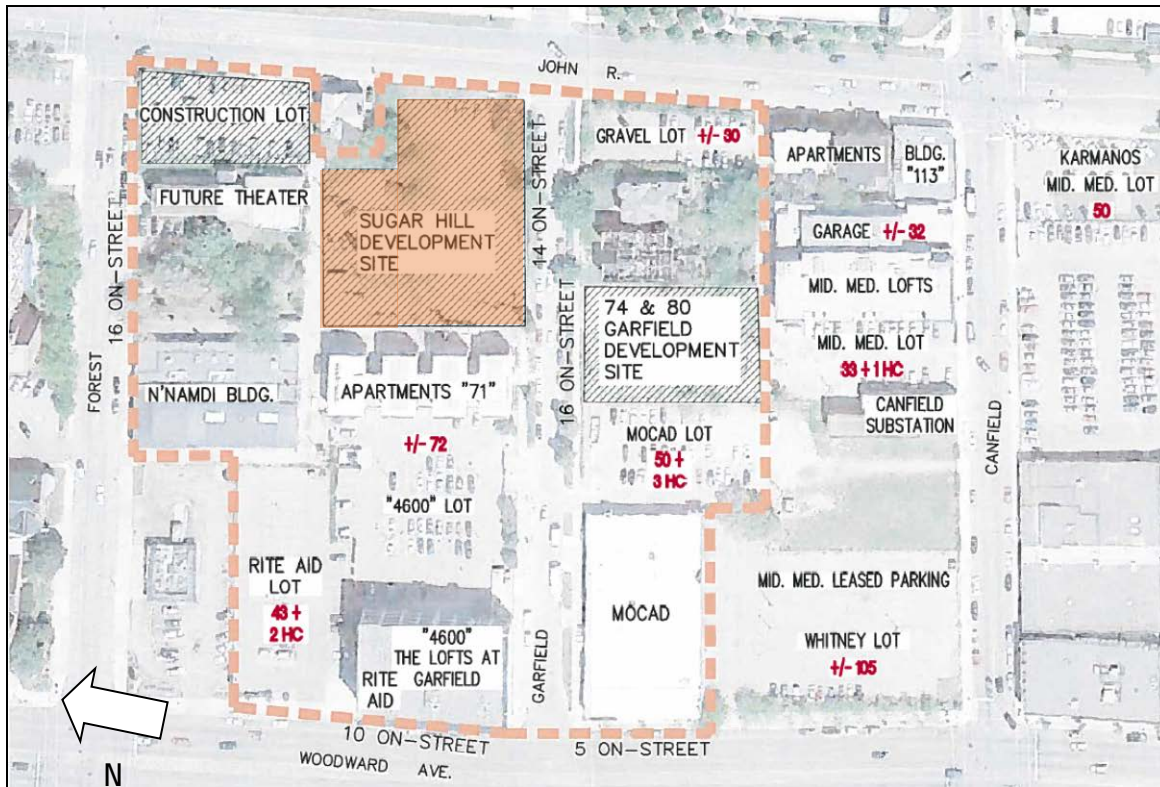 JOHN R.
CONSTRUCTION LOT
FUTURE THEATER
16 ON-STREET
FOREST
N'NAMDI BLDG.
SUGAR HILL
DEVELOPMENT
SITE
14 ON-STREET
16 ON-STREET
GRAVEL LOT +/- 30
74 & 80
GARFIELD
DEVELOPMENT
SITE
APARTMENTS
BLDG.
"113"
GARAGE +/- 32
MID. MED. LOFTS
MID. MED. LOT
33 + 1 HC
CANFIELD
SUBSTATION
CANFIELD
KARMANOS
MID. MED. LOT
50
APARTMENTS "71"
+/- 72
"4600" LOT
MOCAD LOT
50 +
3 HC
RITE AID
LOT
43 +
2 HC
RITE
AID
"4600"
THE LOFTS AT
GARFIELD
GARFIELD
MOCAD
MID. MED. LEASED PARKING
WHITNEY LOT
+/- 105
10 ON-STREET
5 ON-STREET
WOODWARD AVE.
N